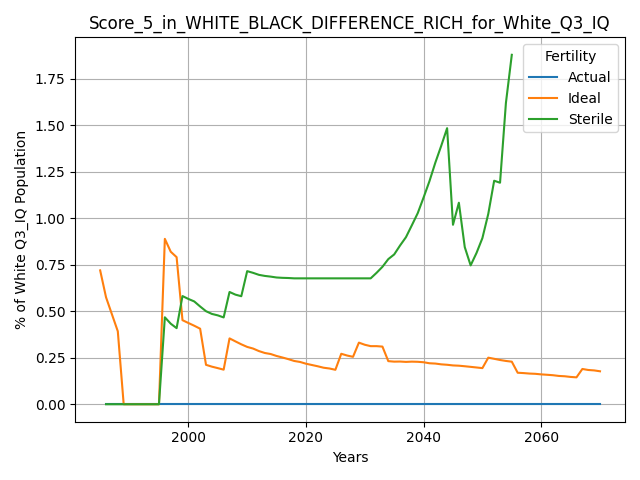 Score_5_in_WHITE_BLACK_DIFFERENCE_RICH_for_White_Q3_IQ
Fertility
Actual
Ideal
Sterile
% of White Q3_IQ Population
1.75
1.50
1.25
1.00
0.75
0.50
0.25
0.00
2000
2020
2040
2060
Years